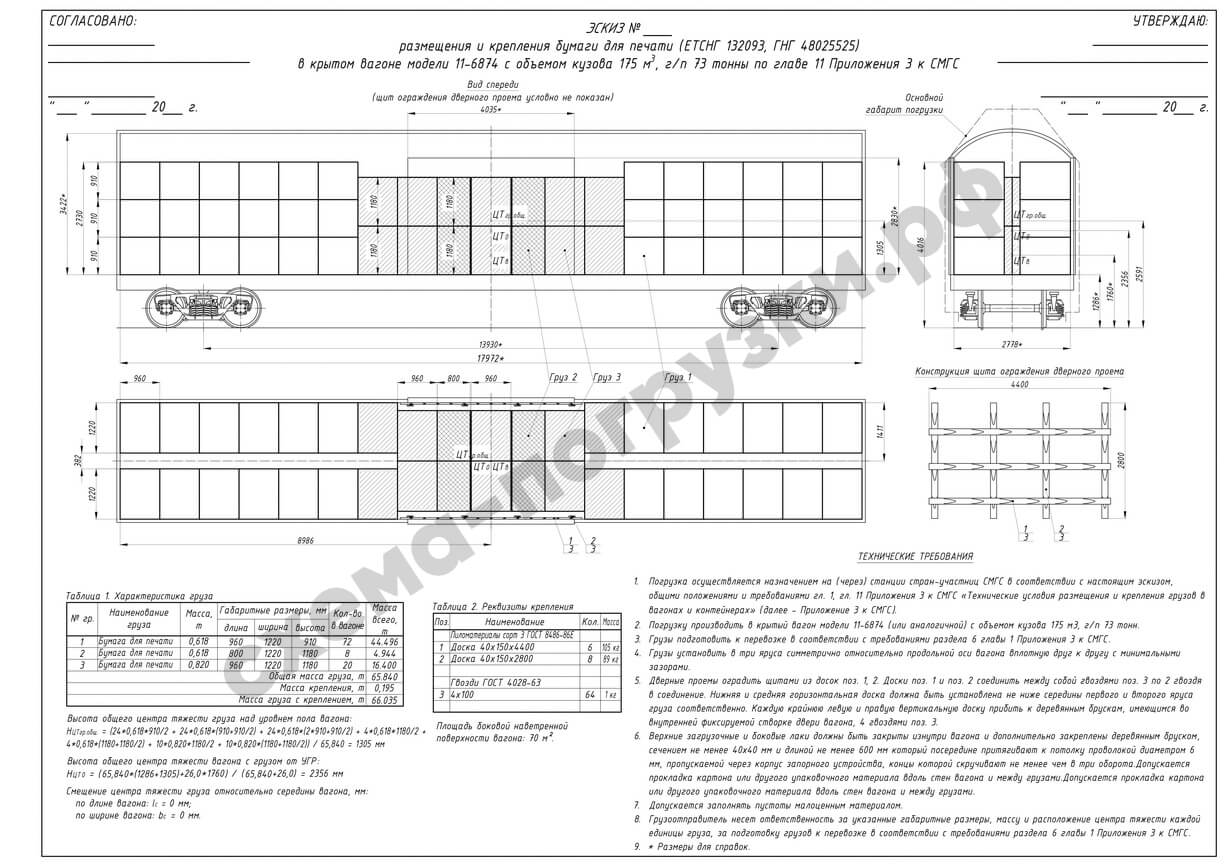 СОГЛАСОВАНО:
УТВЕРЖДАЮ:
ЭСКИЗ № ____
размещения и крепления бумаги для печати (ЕТСНГ 132093, ГНГ 48025525)
в крытом вагоне модели 11-6874 с объемом кузова 175 м³, г/п 73 тонны по главе 11 Приложения 3 к СМГС
"___" __________ 20___ г.
"___" __________ 20___ г.
Вид спереди
(щит ограждения дверного проема условно не показан)
4035*
Основной
габарит погрузки
3422*
2730
910
910
910
1180
1180
1180
1180
ЦТгр.общ.
ЦТо
ЦТв
1305
2830*
4016
ЦТгр.общ.
ЦТо
ЦТв
1286*
1760*
2356
2591
13930*
17972*
2778*
960
960
800
960
Груз 2
Груз 3
Груз 1
Конструкция щита ограждения дверного проема
4400
1220
382
1220
ЦТгр.общ.
ЦТо
ЦТв
1411
2800
8986
1
3
2
3
1
3
2
3
схема-погрузки.рф
ТЕХНИЧЕСКИЕ ТРЕБОВАНИЯ
1. Погрузка осуществляется назначением на (через) станции стран-участниц СМГС в соответствии с настоящим эскизом,
общими положениями и требованиями гл. 1, гл. 11 Приложения 3 к СМГС «Технические условия размещения и крепления грузов в
вагонах и контейнерах» (далее - Приложение 3 к СМГС).
2. Погрузку производить в крытый вагон модели 11-6874 (или аналогичной) с объемом кузова 175 м3, г/п 73 тонн.
3. Грузы подготовить к перевозке в соответствии с требованиями раздела 6 главы 1 Приложения 3 к СМГС.
4. Грузы установить в три яруса симметрично относительно продольной оси вагона вплотную друг к другу с минимальными
зазорами.
5. Дверные проемы оградить щитами из досок поз. 1, 2. Доски поз. 1 и поз. 2 соединить между собой гвоздями поз. 3 по 2 гвоздя
в соединение. Нижняя и средняя горизонтальная доска должна быть установлена не ниже середины первого и второго яруса
груза соответственно. Каждую крайнюю левую и правую вертикальную доску прибить к деревянным брускам, имеющимся во
внутренней фиксируемой створке двери вагона, 4 гвоздями поз. 3.
6. Верхние загрузочные и боковые лаки должны быть закрыты изнутри вагона и дополнительно закреплены деревянным бруском,
сечением не менее 40х40 мм и длиной не менее 600 мм который посередине притягивают к потолку проволокой диаметром 6
мм, пропускаемой через корпус запорного устройства, концы которой скручивают не менее чем в три оборота.Допускается
прокладка картона или другого упаковочного материала вдоль стен вагона и между грузами.Допускается прокладка картона
или другого упаковочного материала вдоль стен вагона и между грузами.
7. Допускается заполнять пустоты малоценным материалом.
8. Грузоотправитель несет ответственность за указанные габаритные размеры, массу и расположение центра тяжести каждой
единицы груза, за подготовку грузов к перевозке в соответствии с требованиями раздела 6 главы 1 Приложения 3 к СМГС.
9. * Размеры для справок.
Таблица 1. Характеристика груза
№ гр. Наименование груза Масса, т Габаритные размеры, мм длина ширина высота Кол-во. в вагоне Масса всего, т
1 Бумага для печати 0,618 960 1220 910 72 44.496
2 Бумага для печати 0,618 800 1220 1180 8 4.944
3 Бумага для печати 0,820 960 1220 1180 20 16.400
Общая масса груза, т 65.840
Масса крепления, т 0,195
Масса груза с креплением, т 66.035
Таблица 2. Реквизиты крепления
Поз. Наименование Кол. Масса
Пиломатериалы сорт 3 ГОСТ 8486-86Е
1 Доска 40х150х4400 6 105 кг
2 Доска 40х150х2800 8 89 кг
Гвозди ГОСТ 4028-63
3 4х100 64 1 кг
Площадь боковой наветренной
поверхности вагона: 70 м².
Высота общего центра тяжести груза над уровнем пола вагона:
Нцтгр.общ. = (24*0,618*910/2 + 24*0,618*(910+910/2) + 24*0,618*(2*910+910/2) + 4*0,618*1180/2 +
4*0,618*(1180+1180/2) + 10*0,820*1180/2 + 10*0,820*(1180+1180/2)) / 65,840 = 1305 мм
Высота общего центра тяжести вагона с грузом от УГР:
Нцто = (65,840*(1286+1305)+26,0*1760) / (65,840+26,0) = 2356 мм
Смещение центра тяжести груза относительно середины вагона, мм:
по длине вагона: lс = 0 мм;
по ширине вагона: bс = 0 мм.